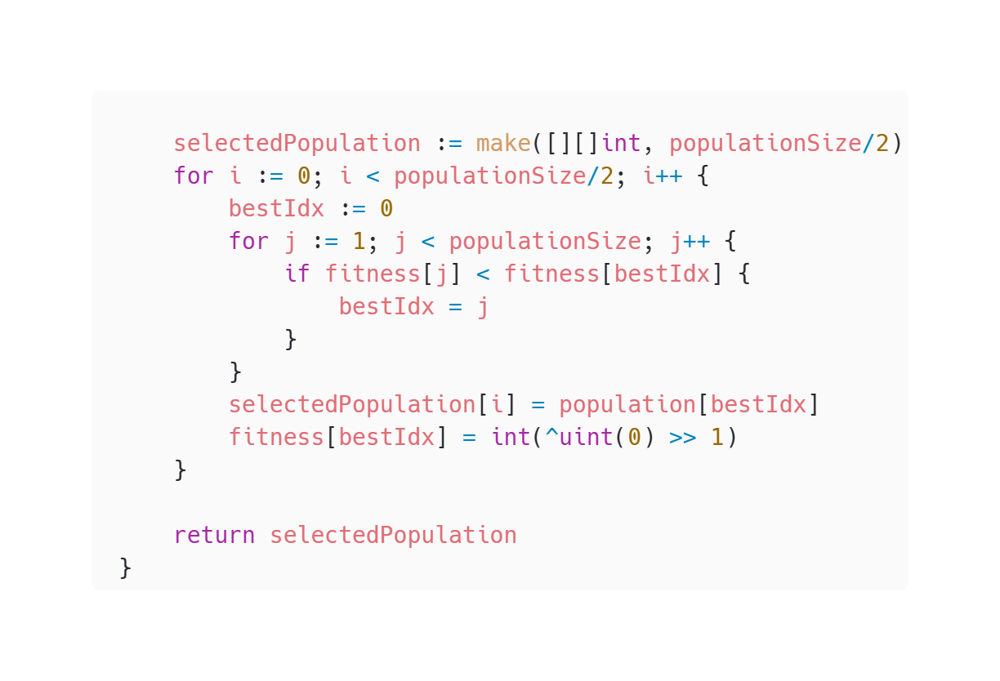 selectedPopulation := make([][]int, populationSize/2)
    for i := 0; i < populationSize/2; i++ {
        bestIdx := 0
        for j := 1; j < populationSize; j++ {
            if fitness[j] < fitness[bestIdx] {
                bestIdx = j
            }
        }
        selectedPopulation[i] = population[bestIdx]
        fitness[bestIdx] = int(^uint(0) >> 1)
    }

    return selectedPopulation
}